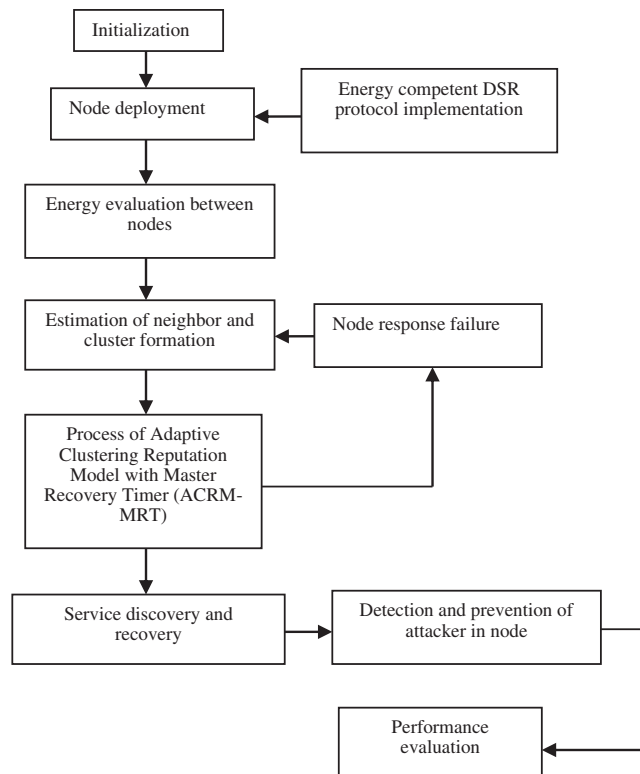 Initialization
Node deployment
Energy competent DSR
protocol implementation
Energy evaluation between
nodes
Estimation of neighbor and
cluster formation
Node response failure
Process of Adaptive
Clustering Reputation
Model with Master
Recovery Timer (ACRM-
MRT)
Service discovery and
recovery
Detection and prevention of
attacker in node
Performance
evaluation